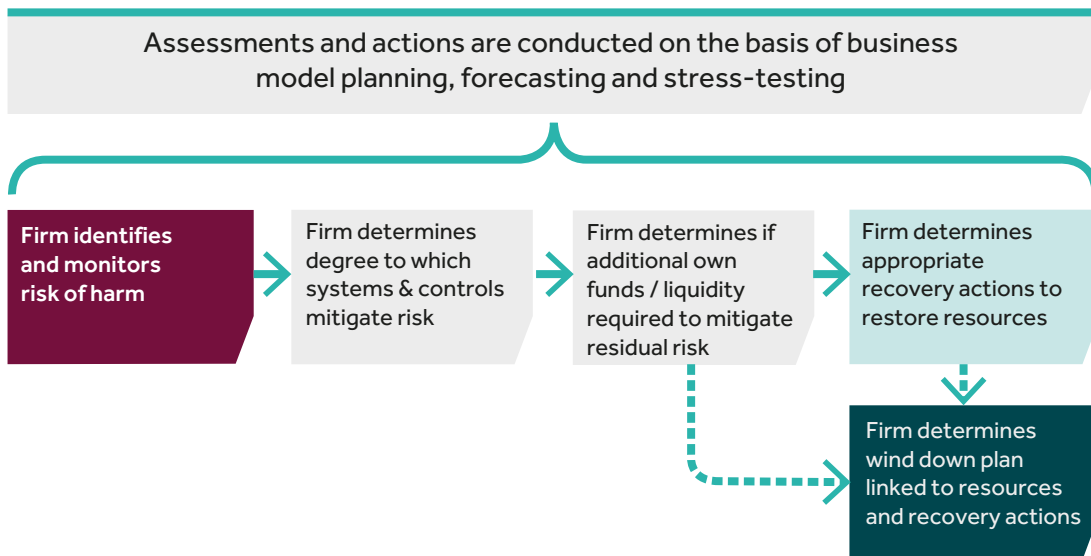 Assessments and actions are conducted on the basis of business
model planning, forecasting and stress-testing
Firm identifies
and monitors
risk of harm
Firm determines
degree to which
systems & controls
mitigate risk
Firm determines if
additional own
funds / liquidity
required to mitigate
residual risk
Firm determines
appropriate
recovery actions to
restore resources
Firm determines
wind down plan
linked to resources
and recovery actions